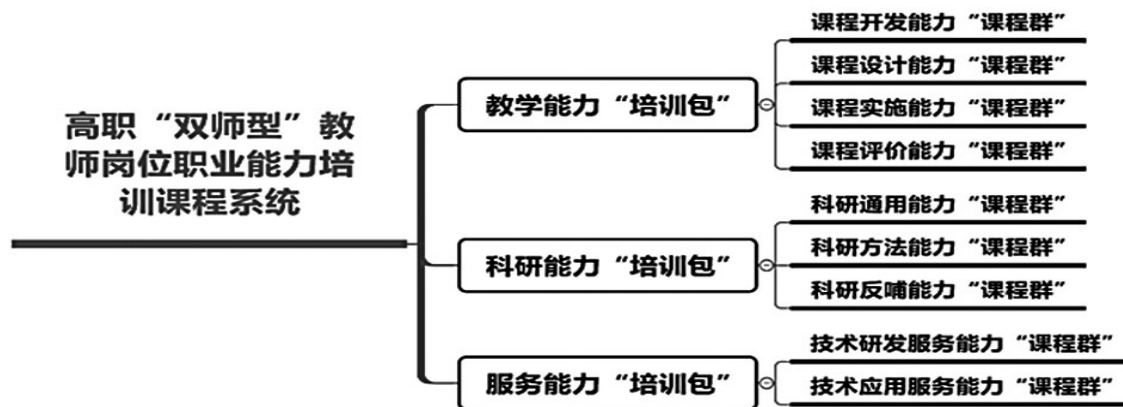 高职“双师型”教
师岗位职业能力培
训课程系统
教学能力“培训包”
课程开发能力“课程群”
课程设计能力“课程群”
课程实施能力“课程群”
课程评价能力“课程群”
科研能力“培训包”
科研通用能力“课程群”
科研方法能力“课程群”
科研反哺能力“课程群”
服务能力“培训包”
技术研发服务能力“课程群”
技术应用服务能力“课程群”